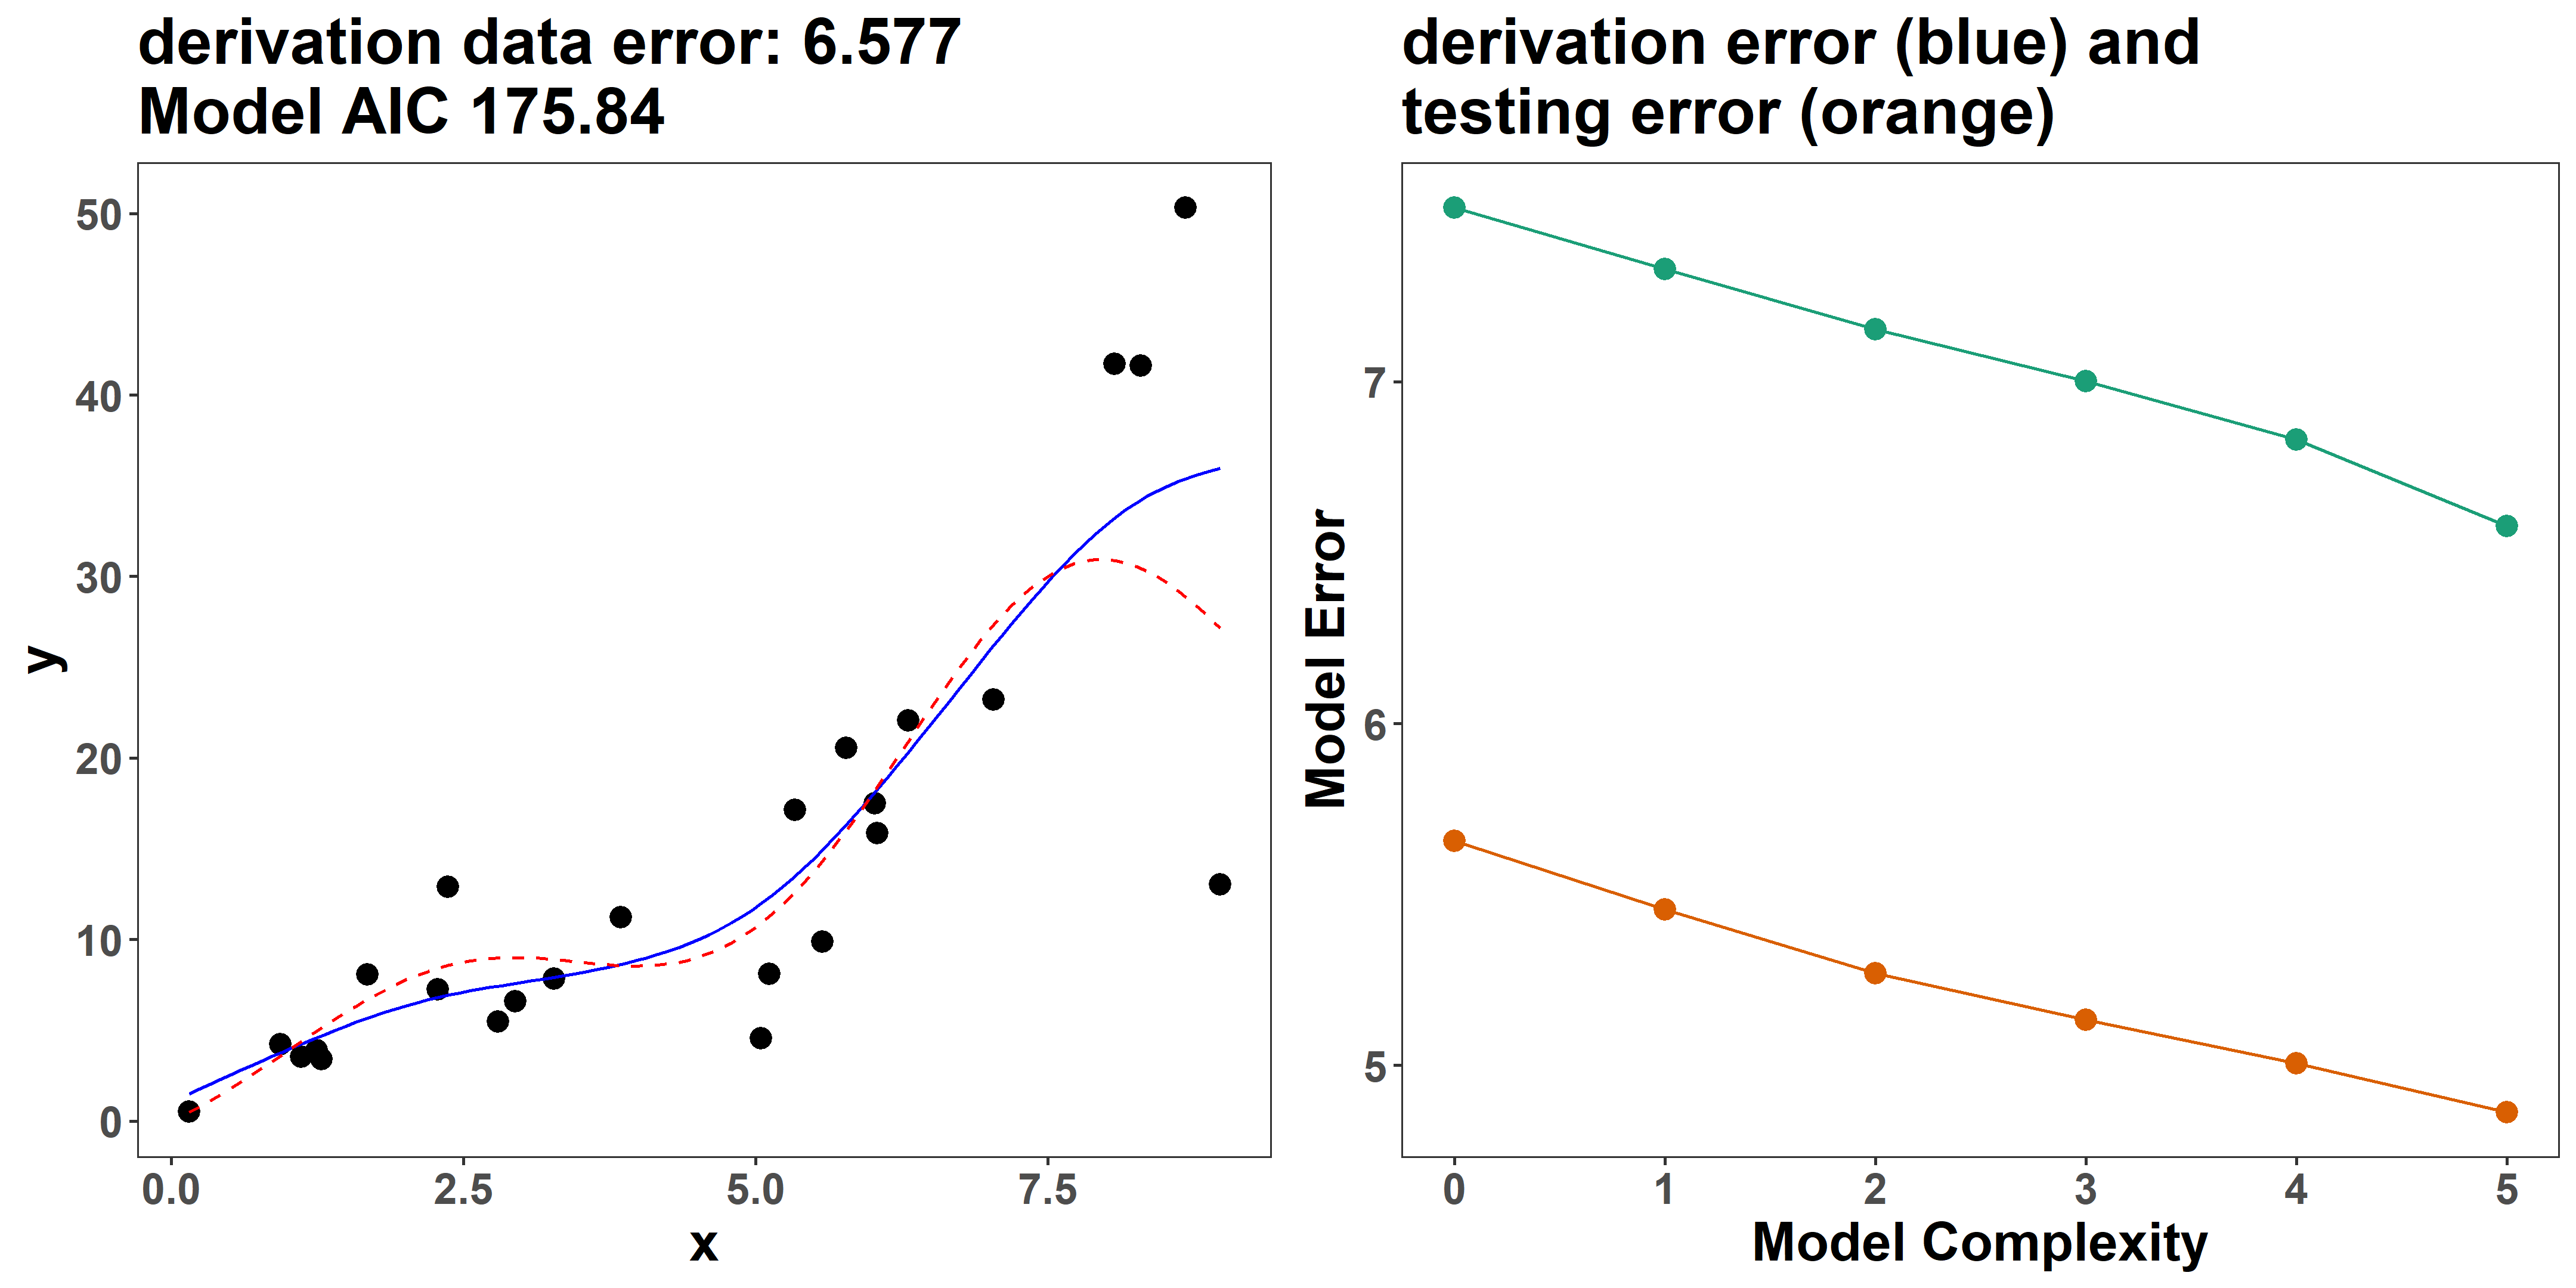 derivation data error: 6.577
Model AIC 175.84
50
40
30
20
10
0
y
0.0 2.5 5.0 7.5
x
derivation error (blue) and
testing error (orange)
7
6
5
Model Error
0 1 2 3 4 5
Model Complexity